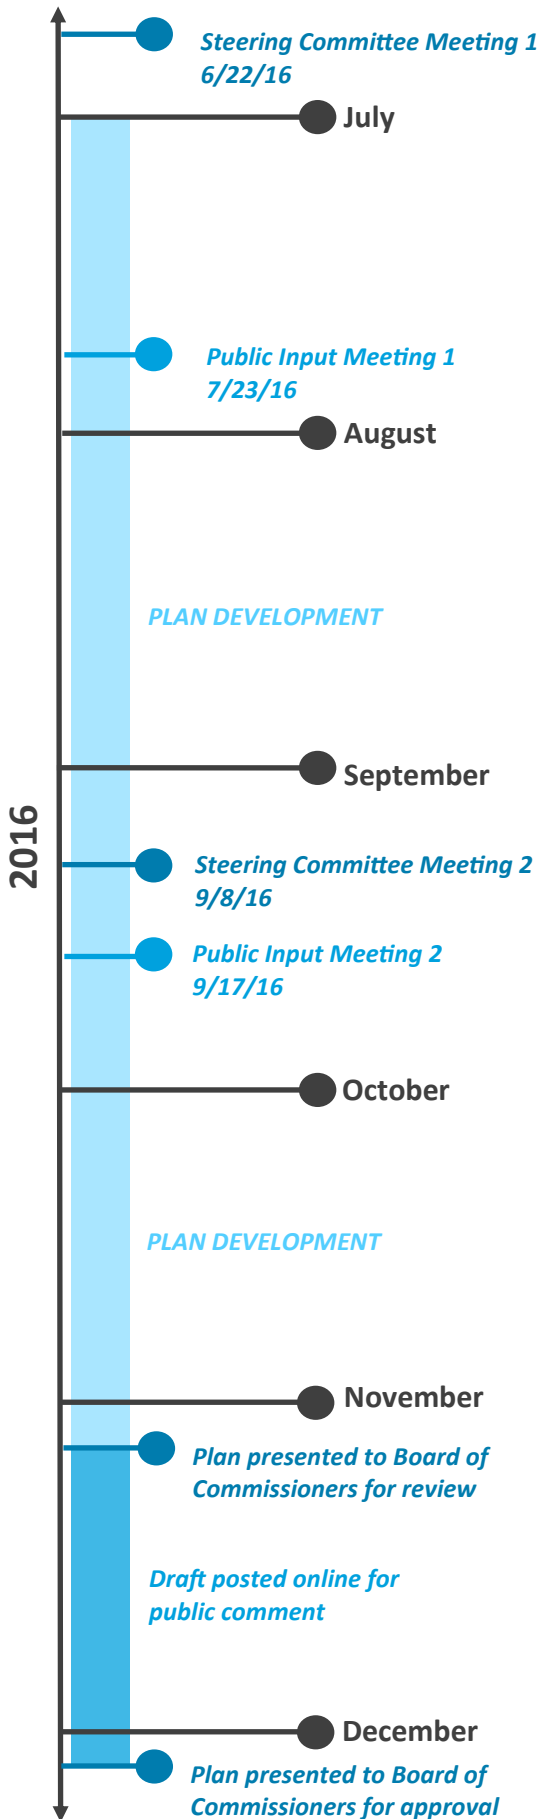 Steering Committee Meeting 1
6/22/16
July
Public Input Meeting 1
7/23/16
August
PLAN DEVELOPMENT
September
2016
Steering Committee Meeting 2
9/8/16
Public Input Meeting 2
9/17/16
October
PLAN DEVELOPMENT
November
Plan presented to Board of
Commissioners for review
Draft posted online for
public comment
December
Plan presented to Board of
Commissioners for approval